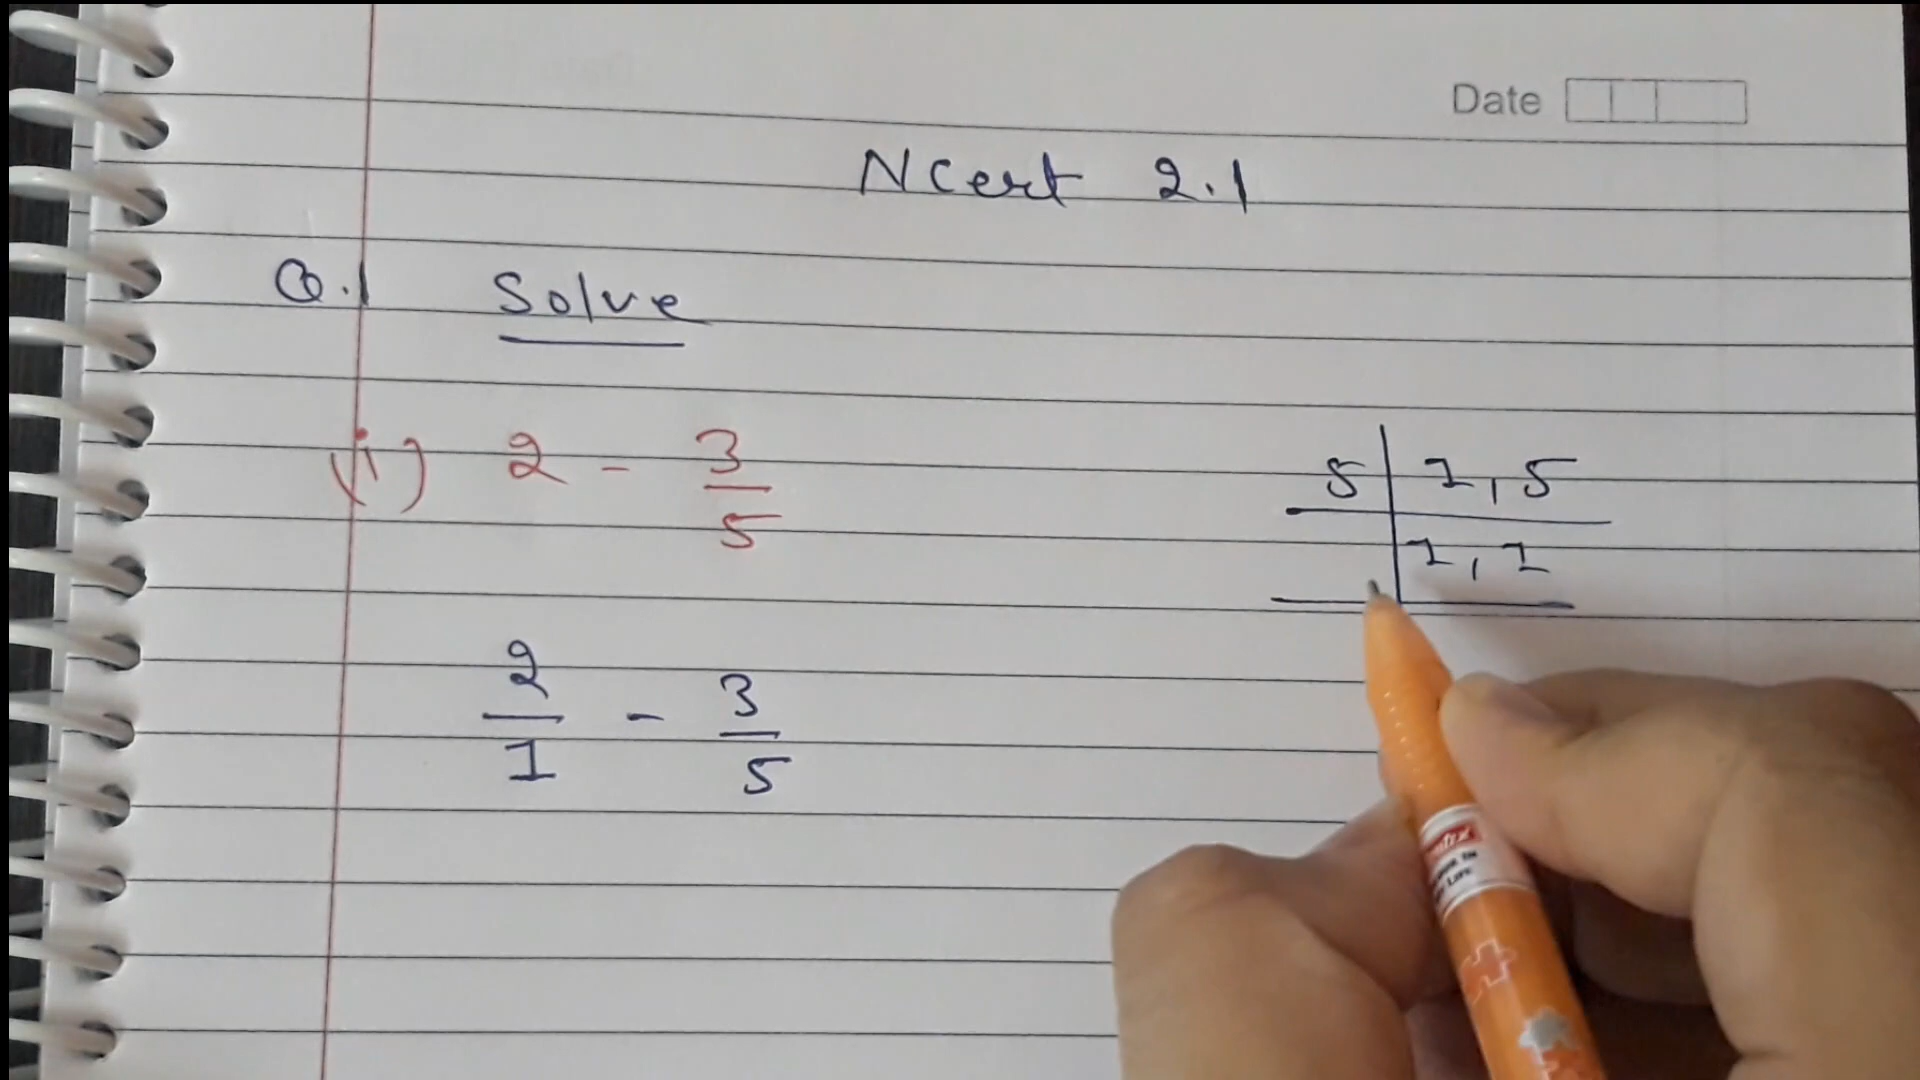 Date
Ncert 2.1
Q.1 Solve
(i) 2 - 3/5
5 | 1, 5
1, 1
2/1 - 3/5